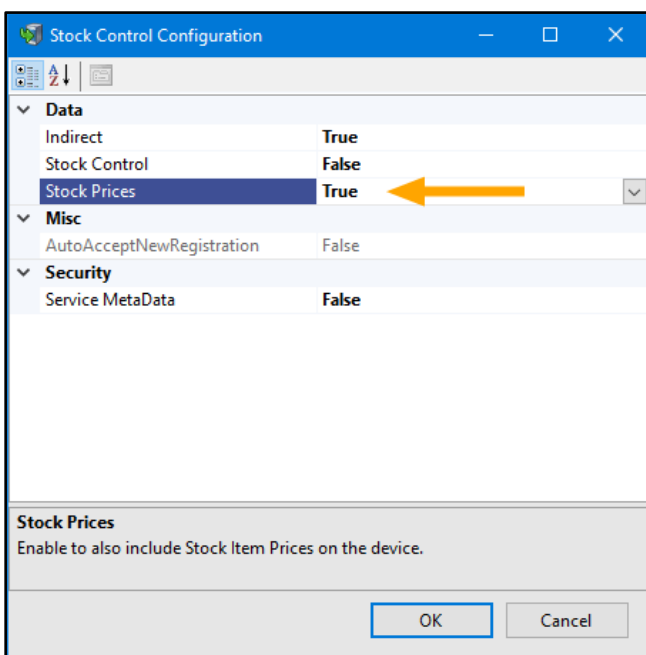 Stock Control Configuration
Data
Indirect True
Stock Control False
Stock Prices True
Misc
AutoAcceptNewRegistration False
Security
Service MetaData False
Stock Prices
Enable to also include Stock Item Prices on the device.
OK Cancel